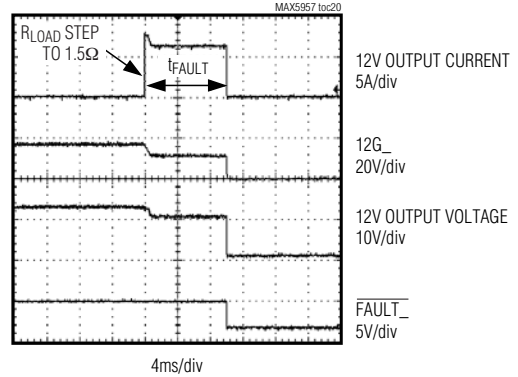 MAX5957 toc20
RLOAD STEP
TO 1.5Ω
tFAULT
12V OUTPUT CURRENT
5A/div
12G_
20V/div
12V OUTPUT VOLTAGE
10V/div
FAULT_
5V/div
4ms/div